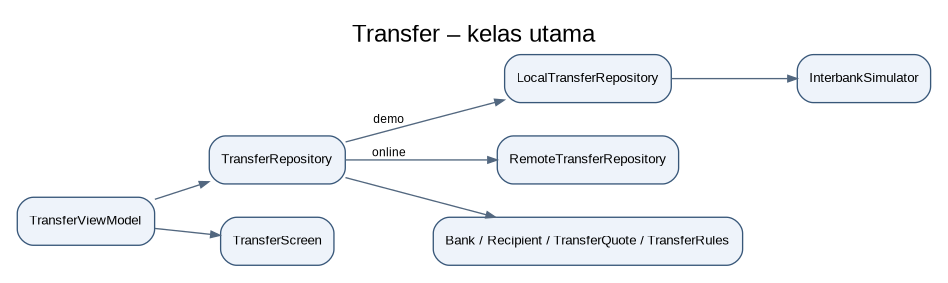 Transfer – kelas utama
LocalTransferRepository
InterbankSimulator
demo
TransferRepository
online
RemoteTransferRepository
TransferViewModel
TransferScreen
Bank / Recipient / TransferQuote / TransferRules